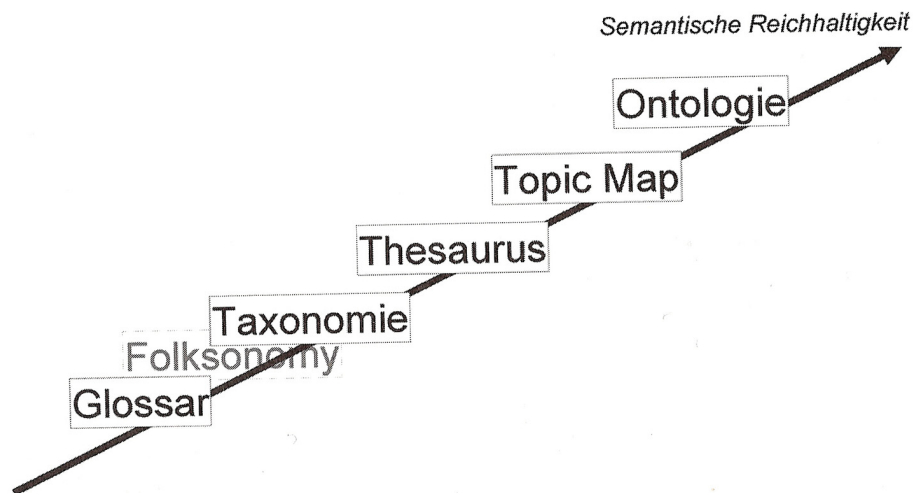 Semantische Reichhaltigkeit
Ontologie
Topic Map
Thesaurus
Taxonomie
Folksonomy
Glossar